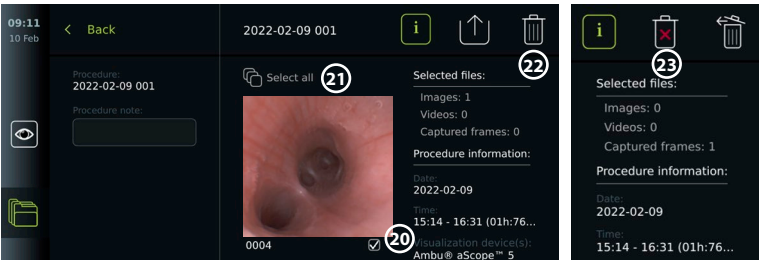 09:11
10 Feb
Back
2022-02-09 001
i
22
Procedure:
2022-02-09 001
Procedure note:
Select all
21
Selected files:
Images: 1
Videos: 0
Captured frames: 0
Procedure information:
Date:
2022-02-09
Time:
15:14 - 16:31 (01h:76...
0004
20
Visualization device(s):
Ambu® aScope™ 5
i
23
Selected files:
Images: 0
Videos: 0
Captured frames: 1
Procedure information:
Date:
2022-02-09
Time:
15:14 - 16:31 (01h:76...